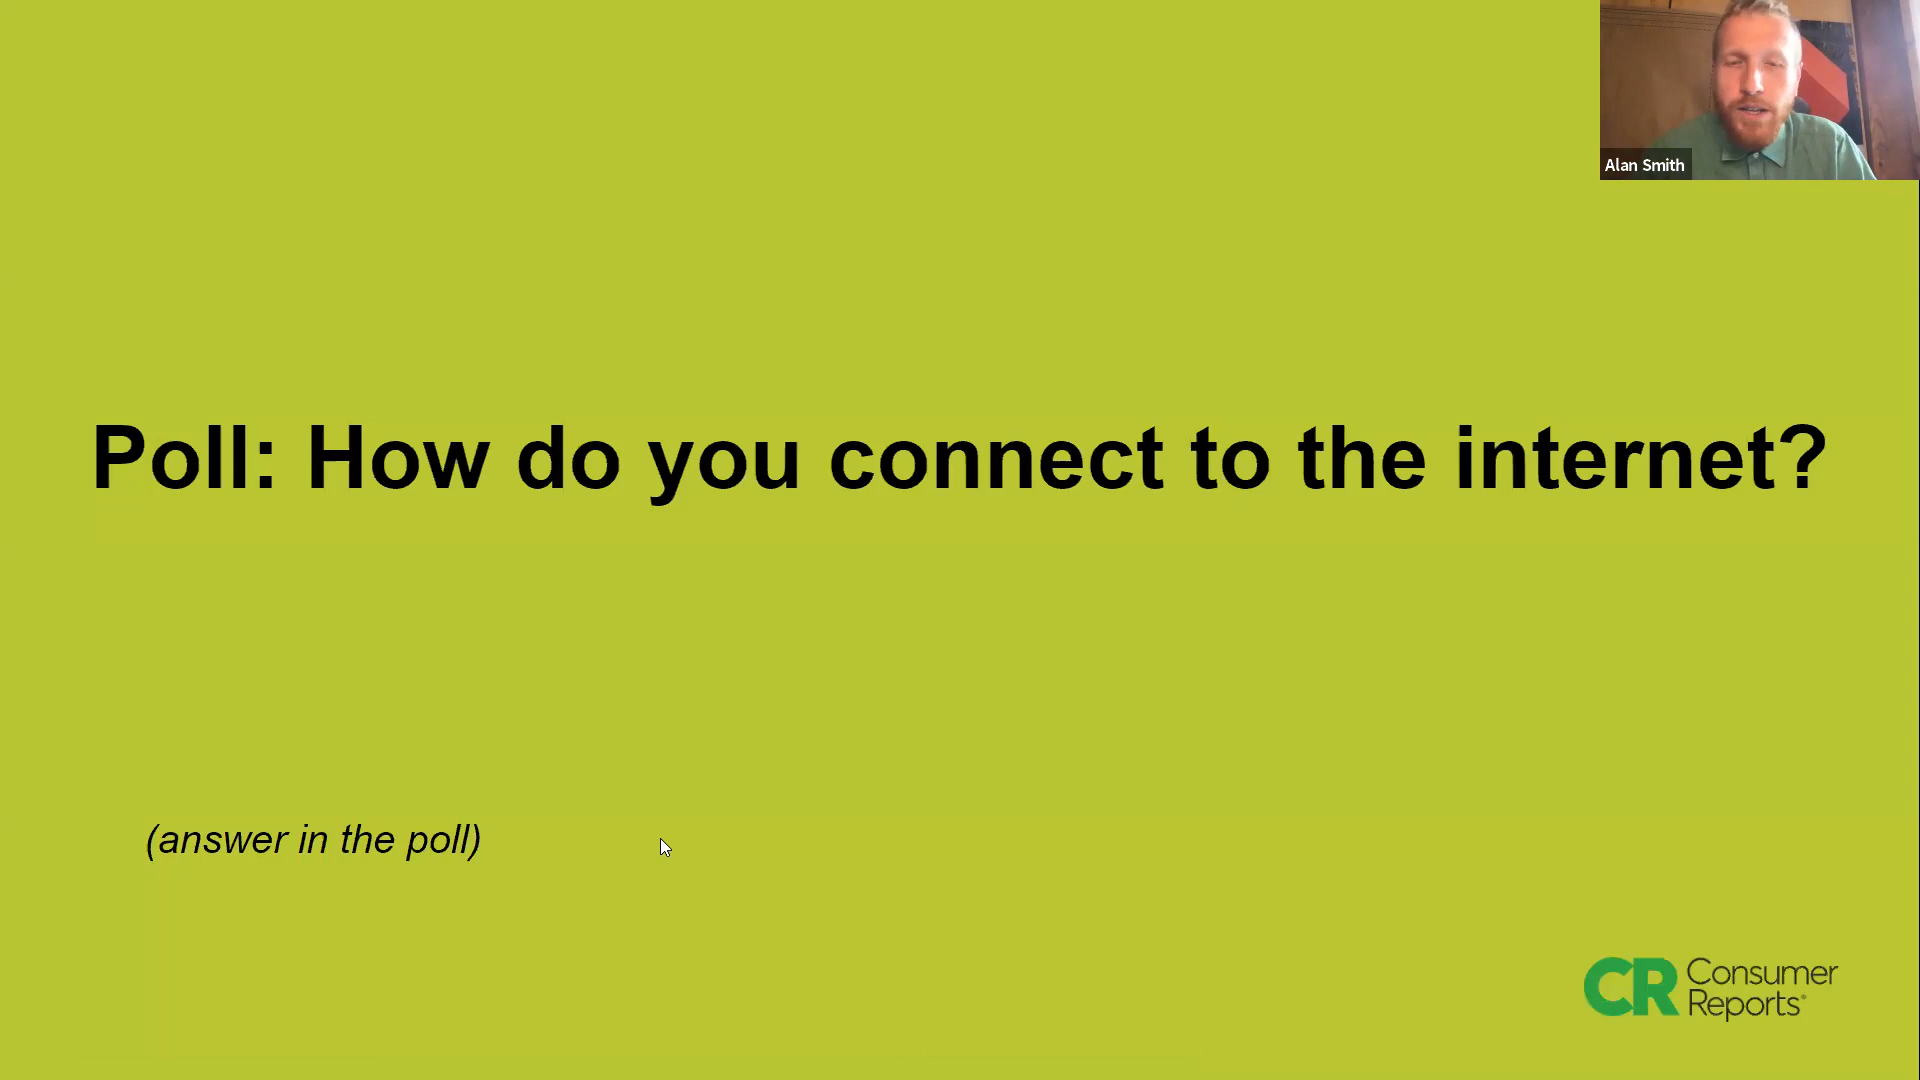 Alan Smith
Poll: How do you connect to the internet?
(answer in the poll)
CR Consumer
Reports®